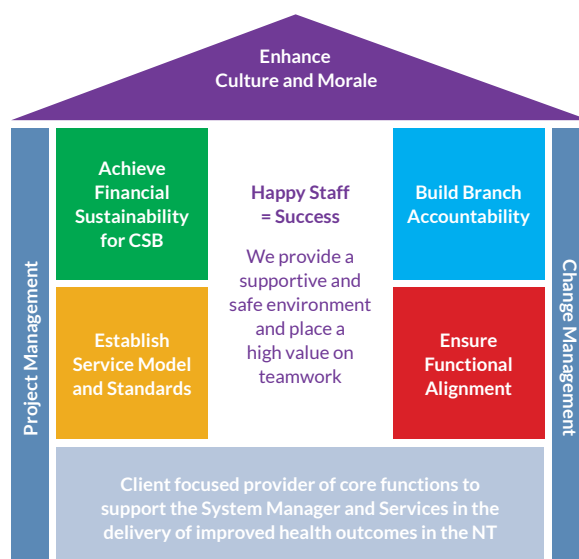 Enhance
Culture and Morale
Project Management
Achieve
Financial
Sustainability
for CSB
Happy Staff
= Success
We provide a
supportive and
safe environment
and place a
high value on
teamwork
Build Branch
Accountability
Change Management
Establish
Service Model
and Standards
Ensure
Functional
Alignment
Client focused provider of core functions to
support the System Manager and Services in the
delivery of improved health outcomes in the NT